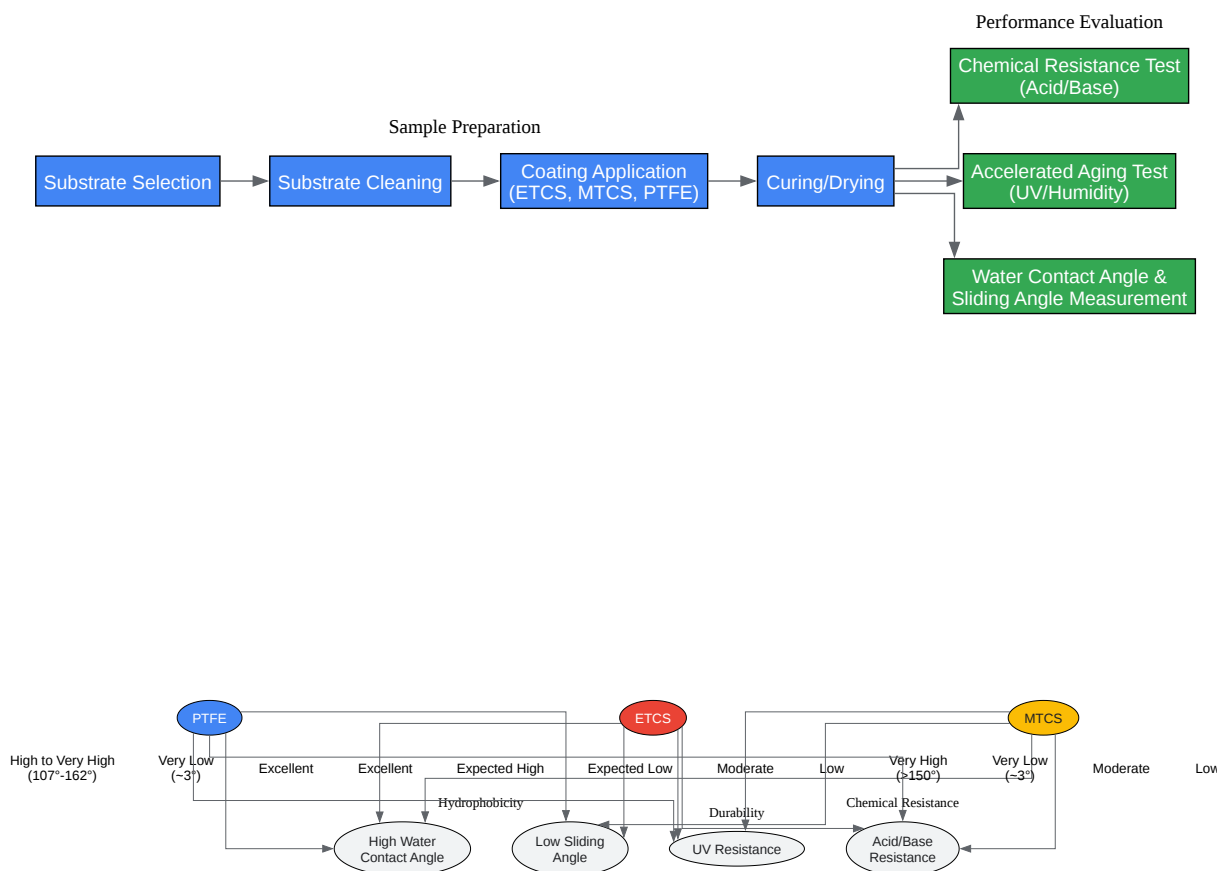 Performance Evaluation
Chemical Resistance Test
(Acid/Base)
Sample Preparation
Substrate Selection
Substrate Cleaning
Coating Application
(ETCS, MTCS, PTFE)
Curing/Drying
Accelerated Aging Test
(UV/Humidity)
Water Contact Angle &
Sliding Angle Measurement
PTFE
ETCS
MTCS
High to Very High
(107°-162°)
Very Low
(~3°)
Excellent
Excellent
Expected High
Expected Low
Moderate
Low
Very High
(>150°)
Very Low
(~3°)
Moderate
Low
Hydrophobicity
Durability
Chemical Resistance
High Water
Contact Angle
Low Sliding
Angle
UV Resistance
Acid/Base
Resistance